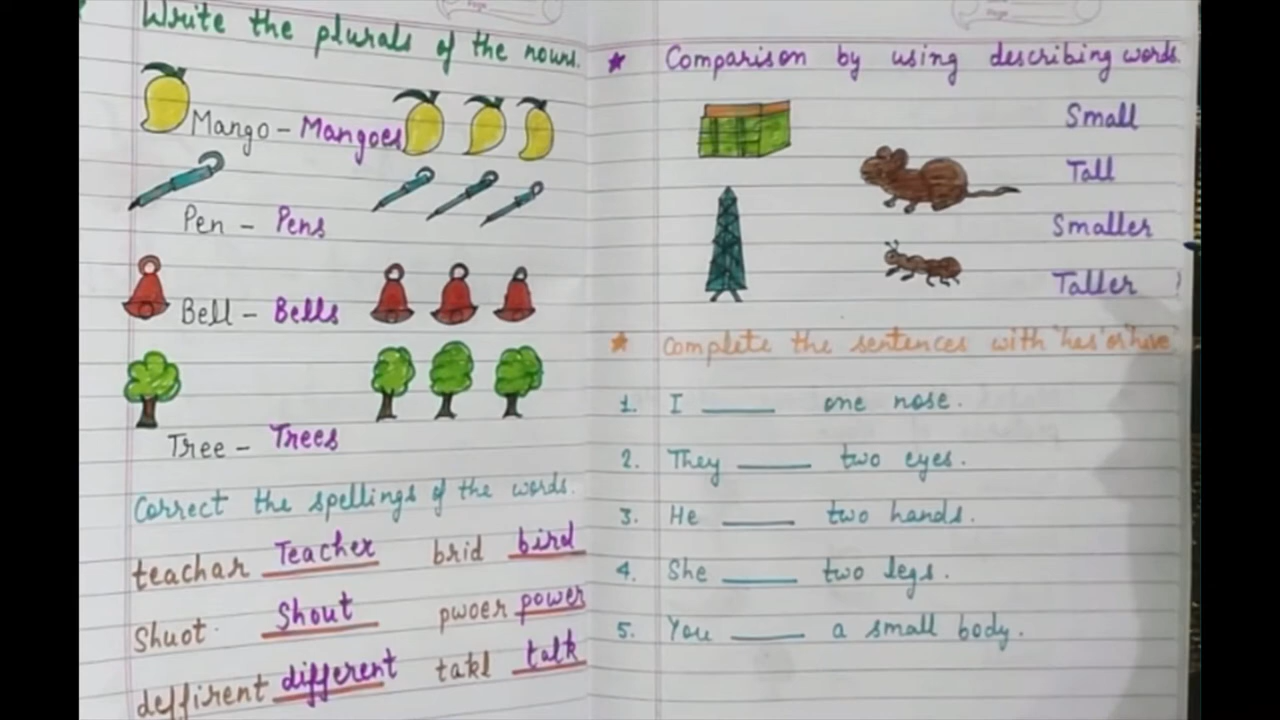 Write the plurals of the nouns.
Mango - Mangoes
Pen - Pens
Bell - Bells
Tree - Trees
Correct the spellings of the words.
teachar Teacher brid bird
Shuot Shout pwoer power
deffirent different takl talk
Page
Comparison by using describing words.
Small
Tall
Smaller
Taller
Complete the sentences with "has" or "have"
1. I ____ one nose.
2. They ____ two eyes.
3. He ____ two hands.
4. She ____ two legs.
5. You ____ a small body.